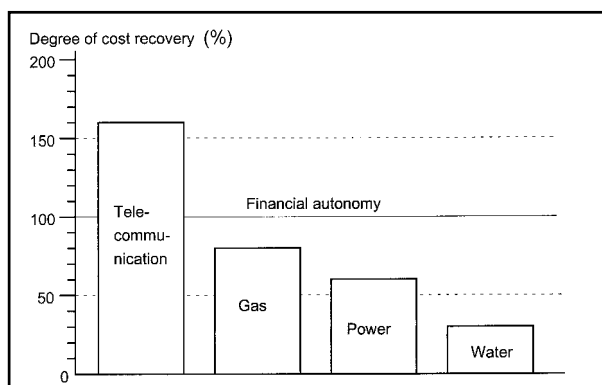 Degree of cost recovery (%)
200
150
Financial autonomy
100
Tele-
commu-
nication
50
Gas
Power
Water
0